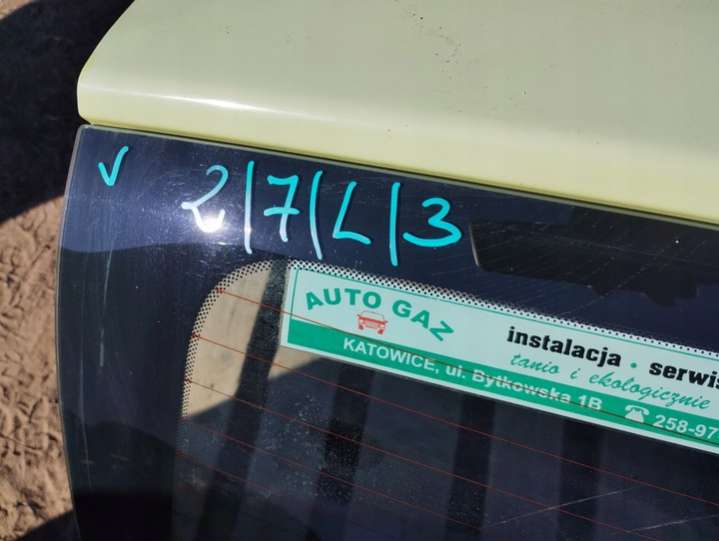 √ 2/7/L/3
AUTO GAZ
KATOWICE, ul. Bytkowska 1B
instalacja · serwis
tanio i ekologicznie
☎ 258-97